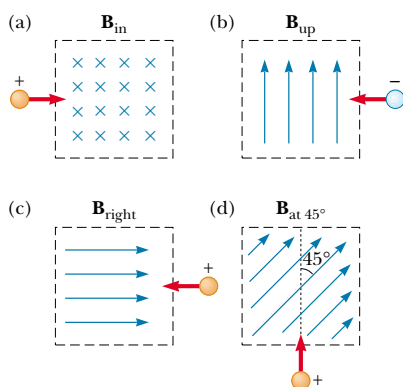 (a) B_in
+
(b) B_up
−
(c) B_right
+
(d) B_at 45°
45°
+